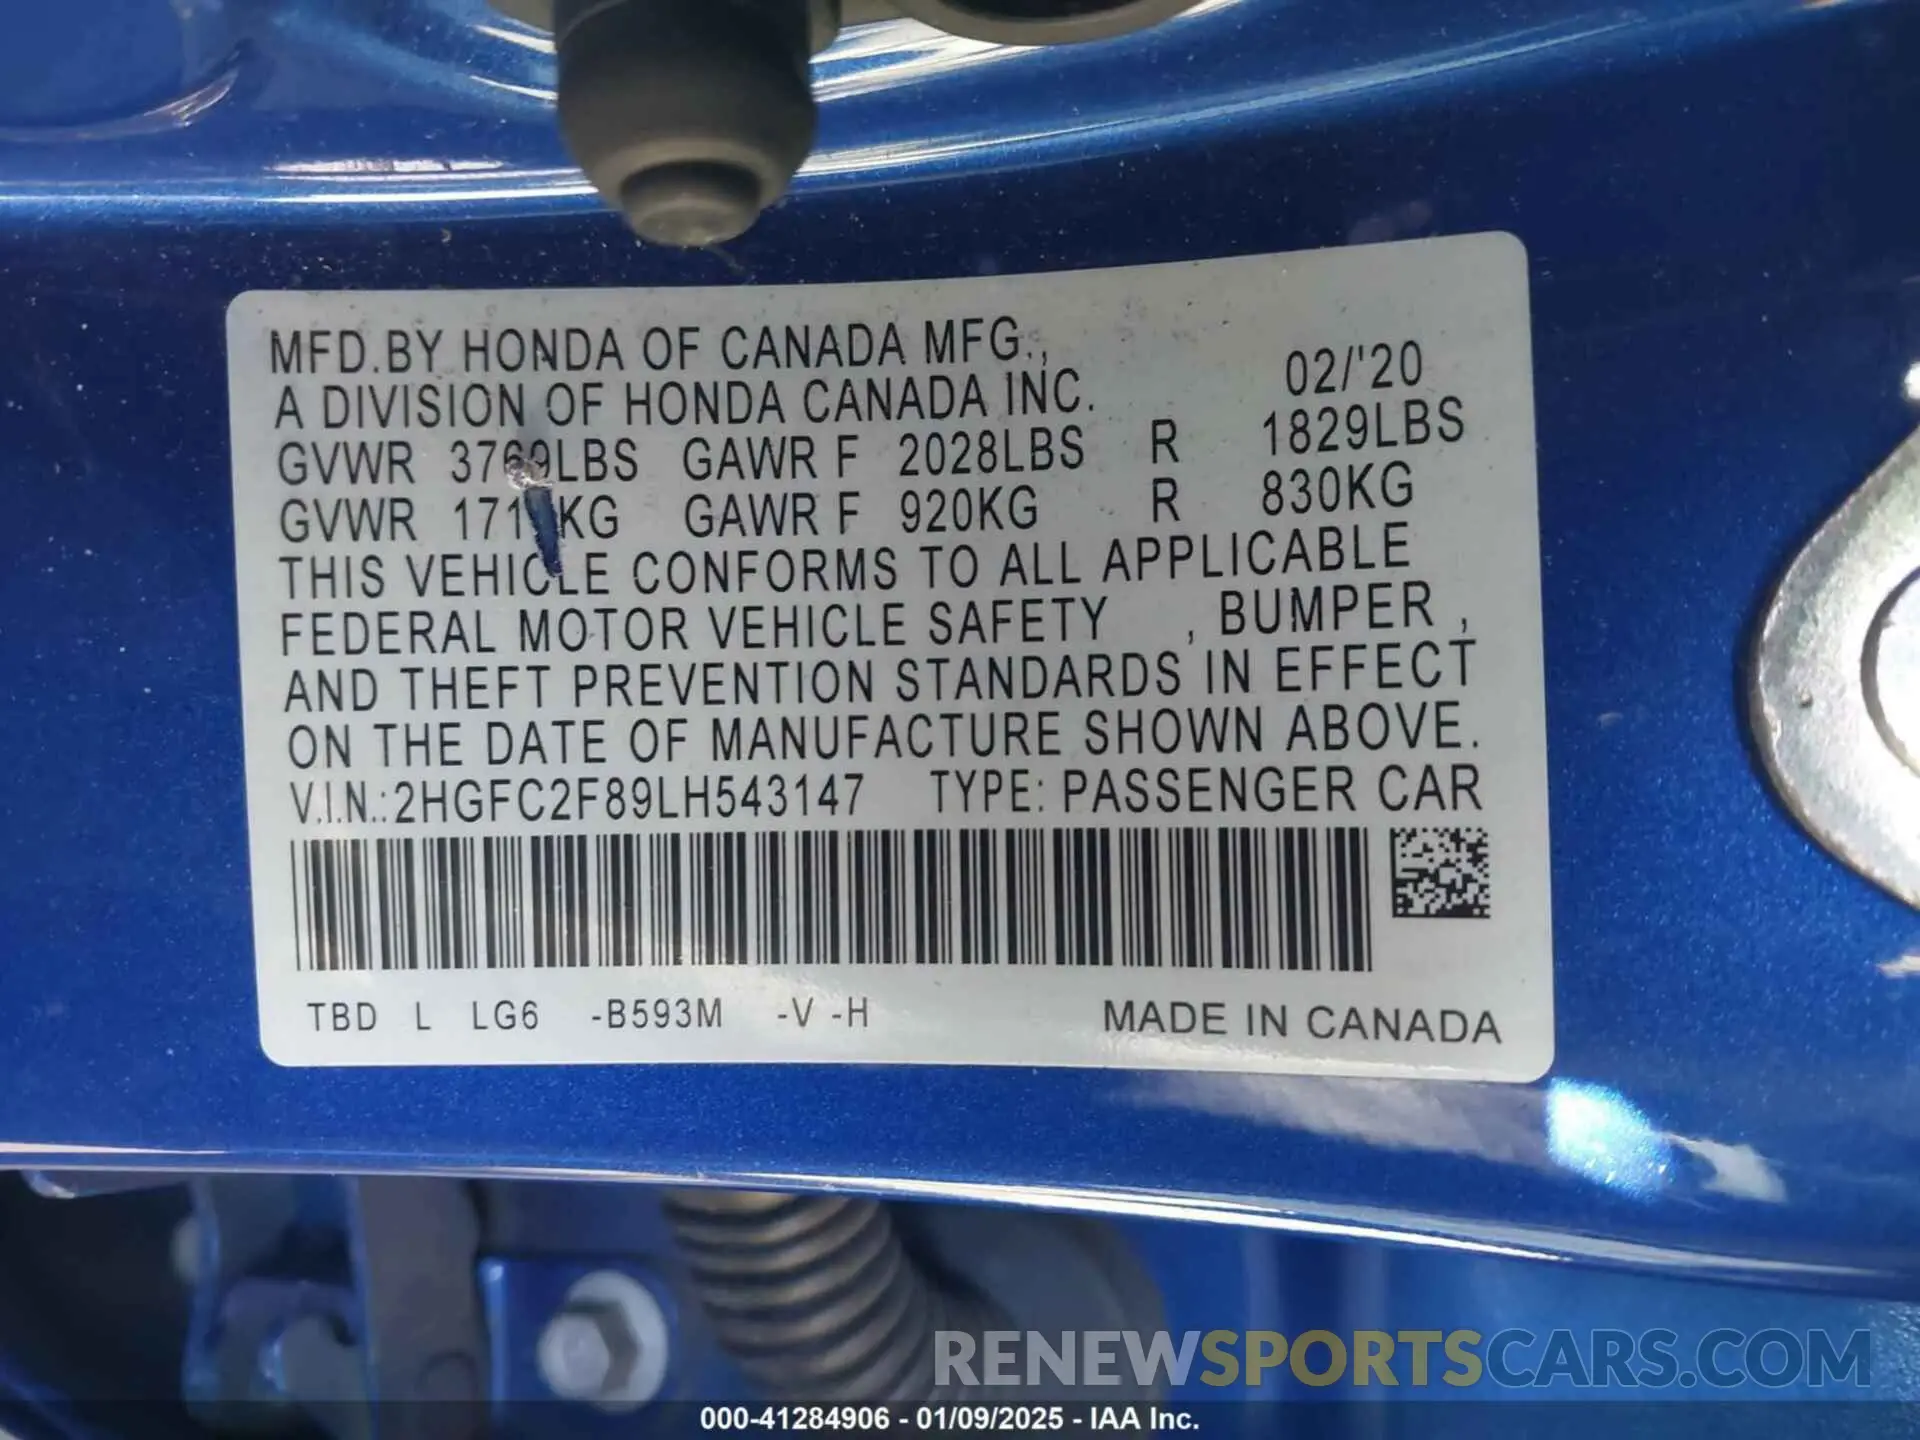 MFD.BY HONDA OF CANADA MFG.,
A DIVISION OF HONDA CANADA INC. 02/'20
GVWR GAWR F 2028LBS R 1829LBS
GVWR GAWR F 920KG R 830KG
THIS VEHICLE CONFORMS TO ALL APPLICABLE
FEDERAL MOTOR VEHICLE SAFETY , BUMPER ,
AND THEFT PREVENTION STANDARDS IN EFFECT
ON THE DATE OF MANUFACTURE SHOWN ABOVE.
V.I.N.:2HGFC2F89LH543147 TYPE: PASSENGER CAR
TBD L LG6 -B593M -V -H MADE IN CANADA
RENEWSPORTSCARS.COM
000-41284906 - 01/09/2025 - IAA Inc.